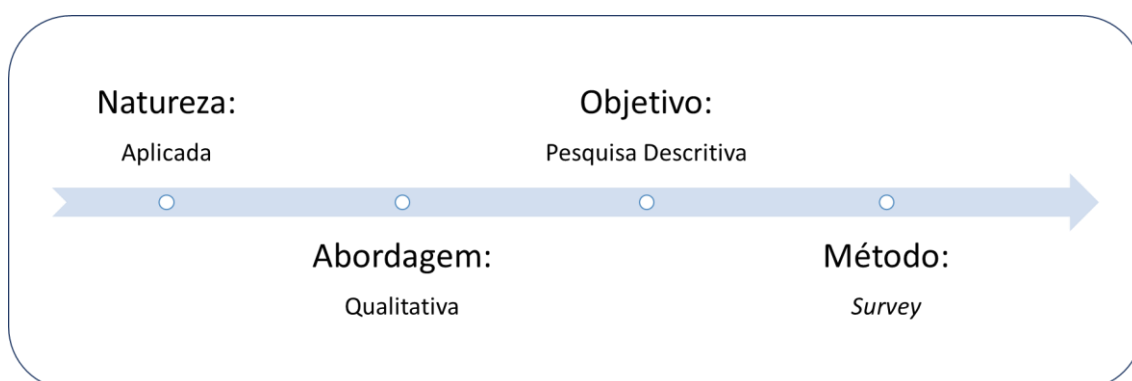 Natureza:
Aplicada
Abordagem:
Qualitativa
Objetivo:
Pesquisa Descritiva
Método:
Survey